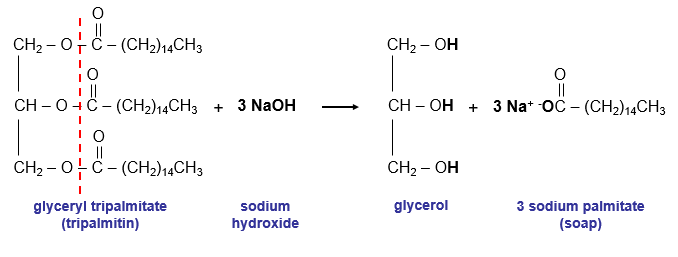 O O
CH₂ – O – C – (CH₂)₁₄CH₃ CH₂ – OH
O O
CH – O – C – (CH₂)₁₄CH₃ + 3 NaOH CH – OH + 3 Na⁺ ⁻OC – (CH₂)₁₄CH₃
O
CH₂ – O – C – (CH₂)₁₄CH₃ CH₂ – OH
glyceryl tripalmitate sodium glycerol 3 sodium palmitate
(tripalmitin) hydroxide (soap)